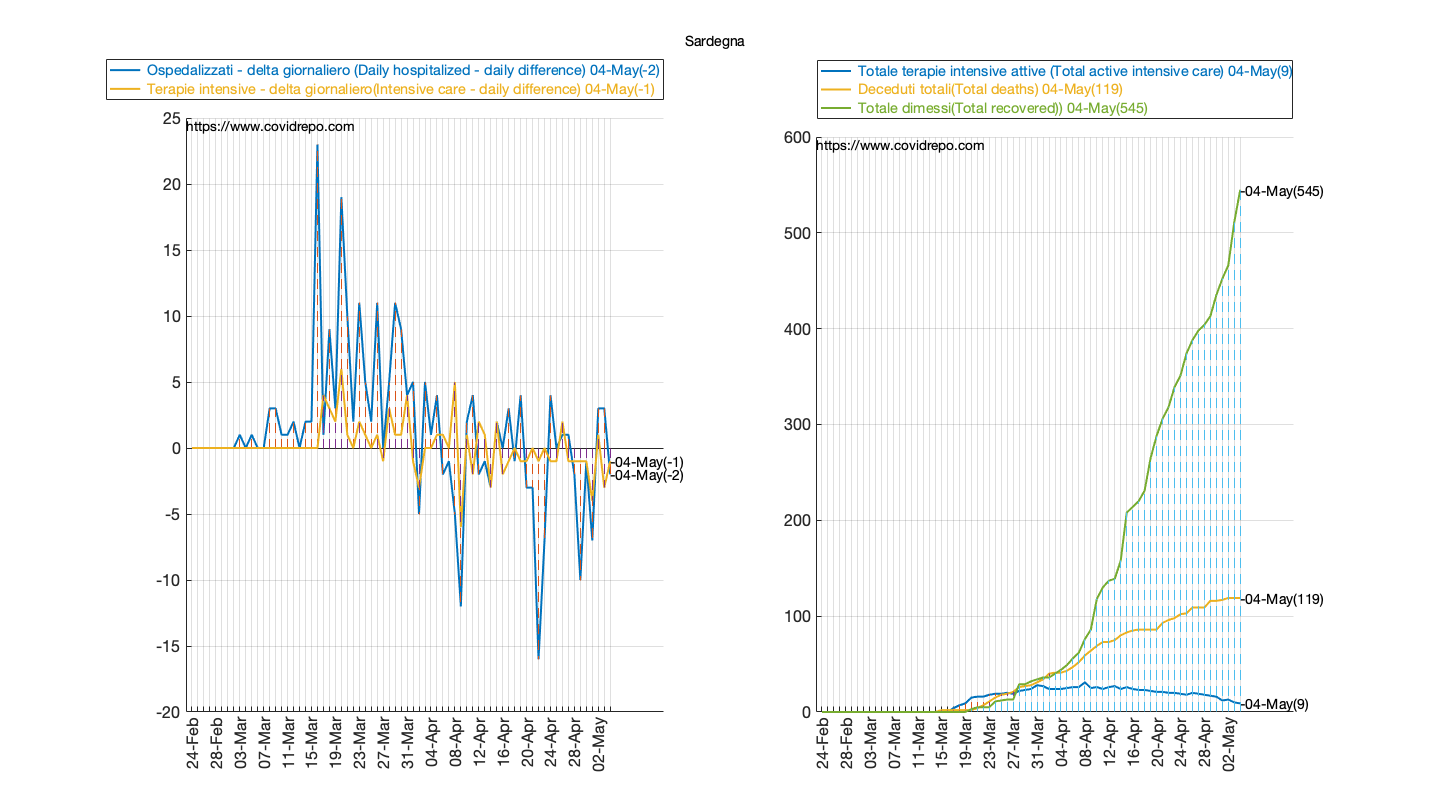 Sardegna
Ospedalizzati - delta giornaliero (Daily hospitalized - daily difference) 04-May(-2)
Terapie intensive - delta giornaliero(Intensive care - daily difference) 04-May(-1)
https://www.covidrepo.com
25
20
15
10
5
0
-5
-10
-15
-20
-04-May(-1)
-04-May(-2)
24-Feb
28-Feb
03-Mar
07-Mar
11-Mar
15-Mar
19-Mar
23-Mar
27-Mar
31-Mar
04-Apr
08-Apr
12-Apr
16-Apr
20-Apr
24-Apr
28-Apr
02-May
Totale terapie intensive attive (Total active intensive care) 04-May(9)
Deceduti totali(Total deaths) 04-May(119)
Totale dimessi(Total recovered)) 04-May(545)
https://www.covidrepo.com
600
500
400
300
200
100
0
-04-May(545)
-04-May(119)
-04-May(9)
24-Feb
28-Feb
03-Mar
07-Mar
11-Mar
15-Mar
19-Mar
23-Mar
27-Mar
31-Mar
04-Apr
08-Apr
12-Apr
16-Apr
20-Apr
24-Apr
28-Apr
02-May